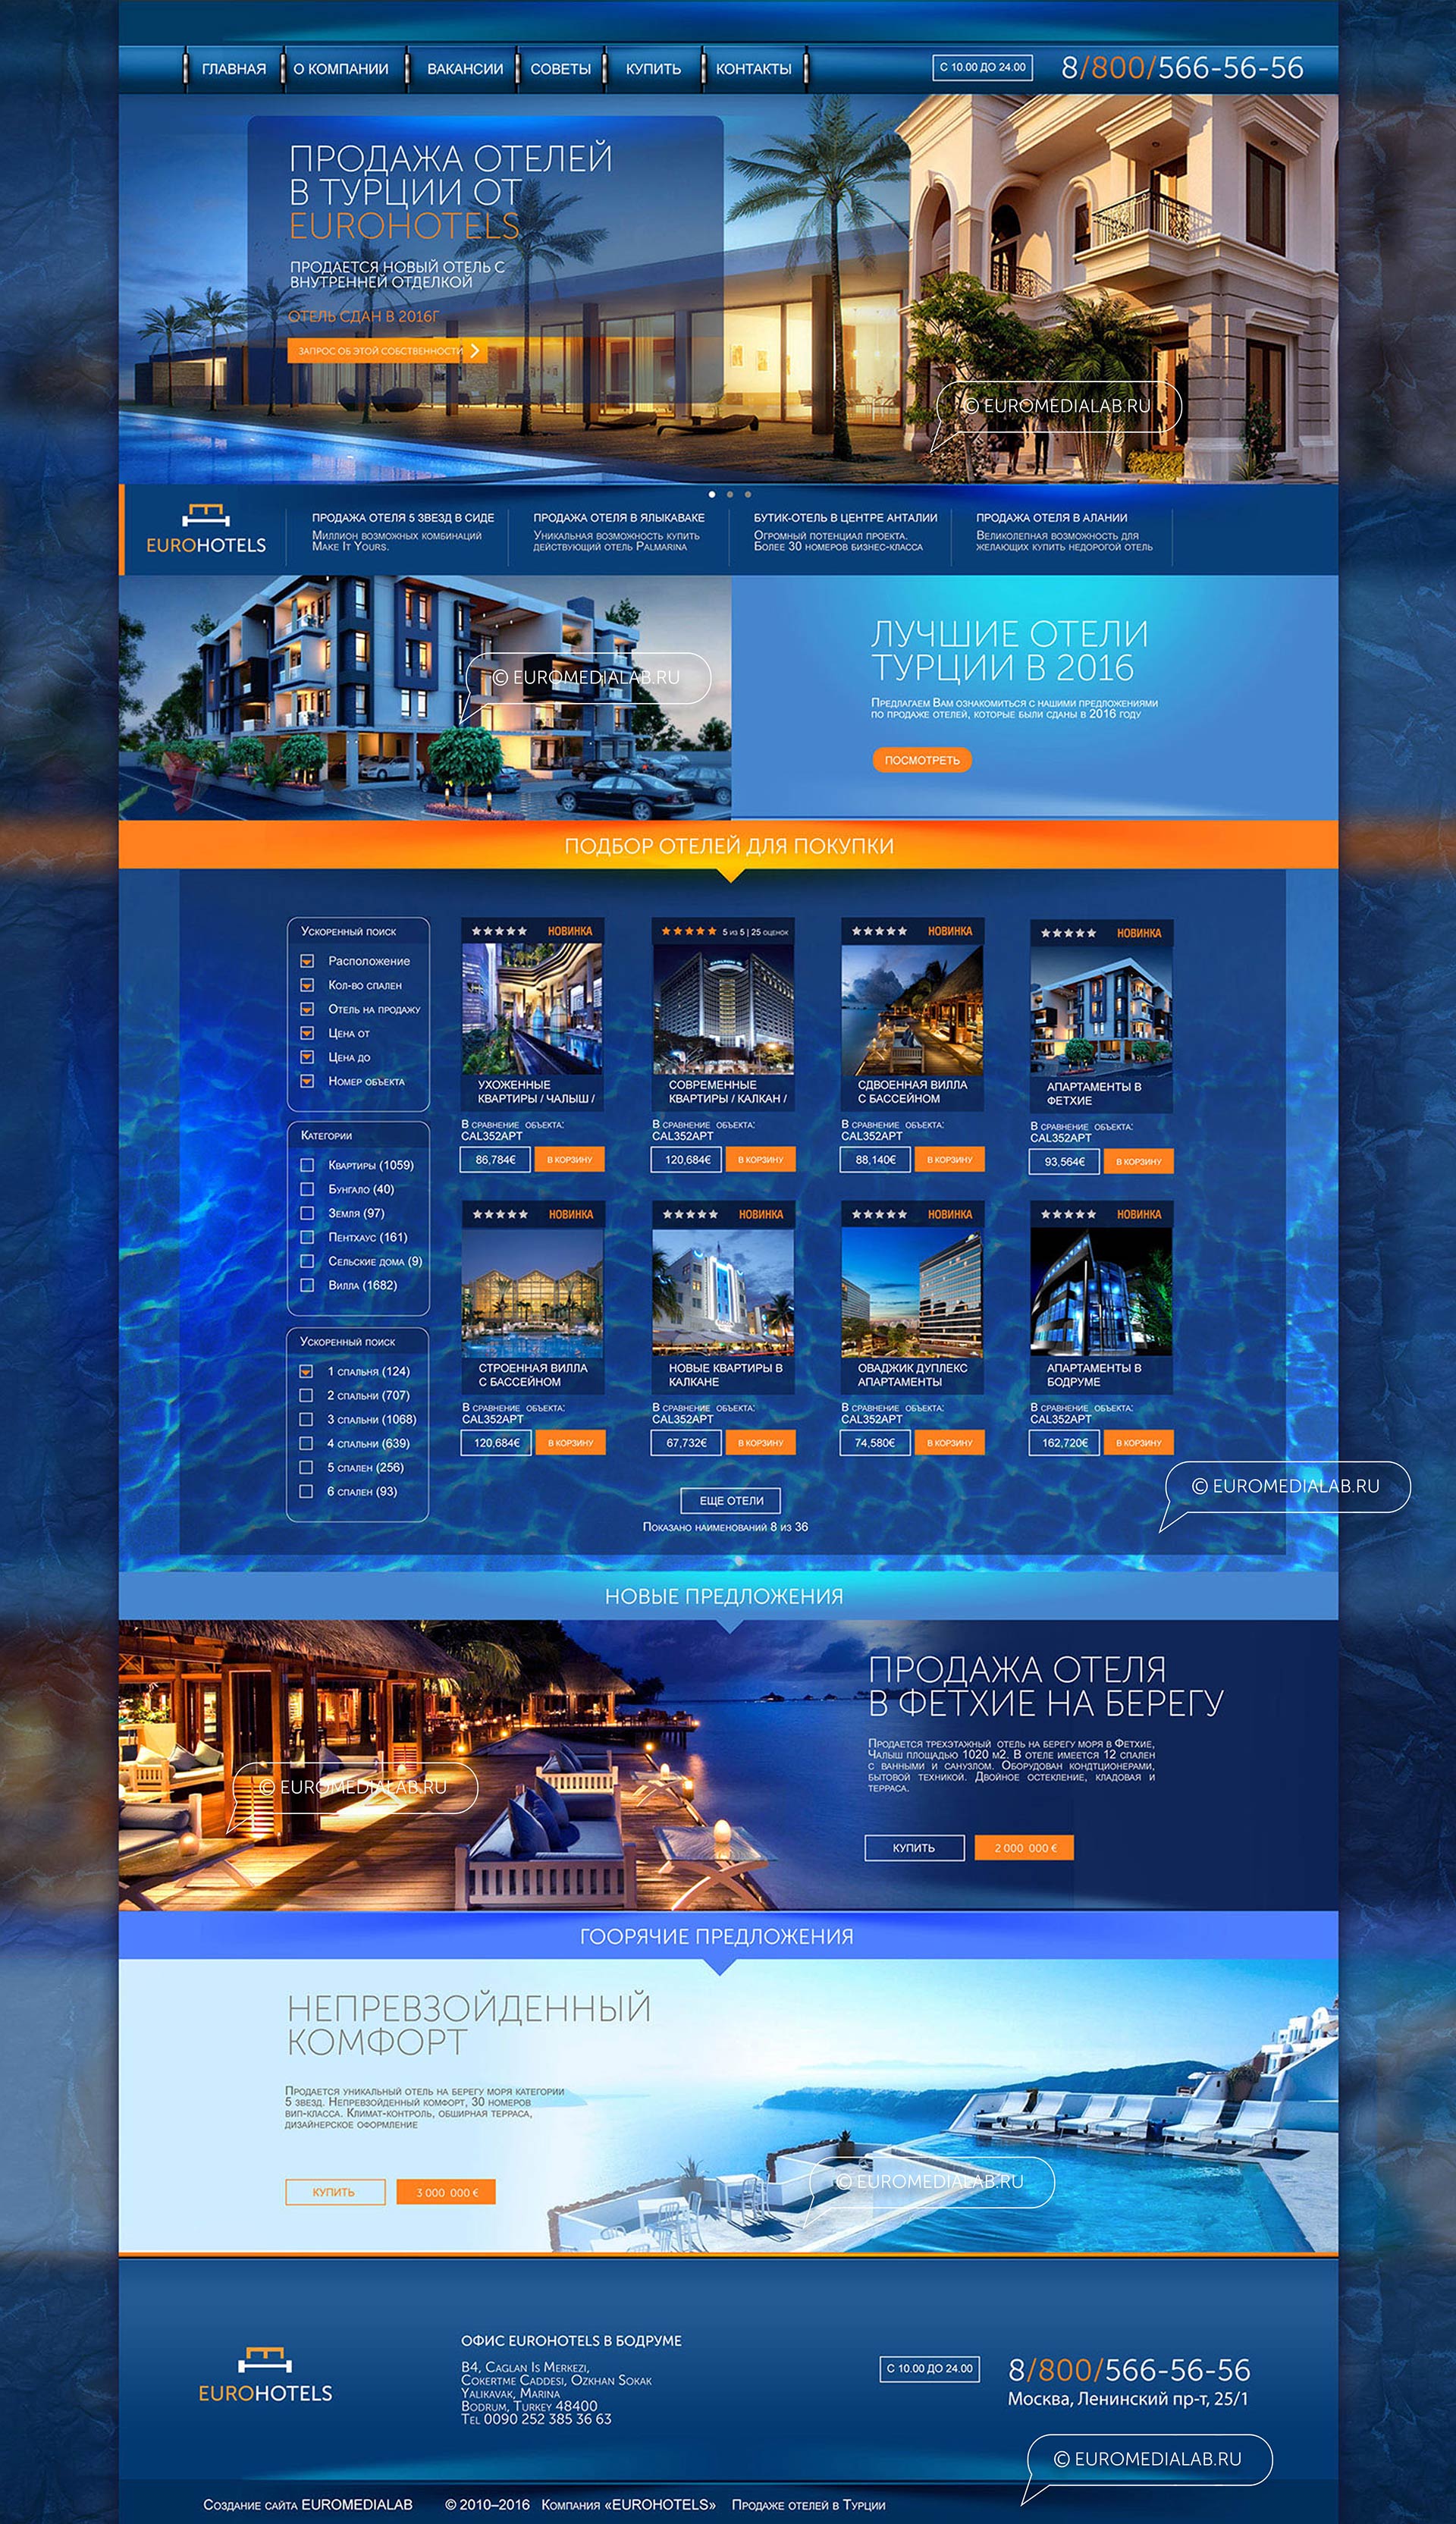 ГЛАВНАЯ О КОМПАНИИ ВАКАНСИИ СОВЕТЫ КУПИТЬ КОНТАКТЫ
С 10.00 ДО 24.00
8/800/566-56-56
ПРОДАЖА ОТЕЛЕЙ
В ТУРЦИИ ОТ
EUROHOTELS
ПРОДАЕТСЯ НОВЫЙ ОТЕЛЬ С
ВНУТРЕННЕЙ ОТДЕЛКОЙ
ОТЕЛЬ СДАН В 2016Г
ЗАПРОС ОБ ЭТОЙ СОБСТВЕННОСТИ
© EUROMEDIALAB.RU
EUROHOTELS
ПРОДАЖА ОТЕЛЯ 5 ЗВЕЗД В СИДЕ
Миллион возможных комбинаций
Make It Yours.
ПРОДАЖА ОТЕЛЯ В ЯЛЫКАВАКЕ
Уникальная возможность купить
действующий отель Palmarina
БУТИК-ОТЕЛЬ В ЦЕНТРЕ АНТАЛИИ
Огромный потенциал проекта.
Более 30 номеров бизнес-класса
ПРОДАЖА ОТЕЛЯ В АЛАНИИ
Великолепная возможность для
желающих купить недорогой отель
© EUROMEDIALAB.RU
ЛУЧШИЕ ОТЕЛИ
ТУРЦИИ В 2016
Предлагаем Вам ознакомиться с нашими предложениями
по продаже отелей, которые были сданы в 2016 году
ПОСМОТРЕТЬ
ПОДБОР ОТЕЛЕЙ ДЛЯ ПОКУПКИ
Ускоренный поиск
Расположение
Кол-во спален
Отель на продажу
Цена от
Цена до
Номер объекта
Категории
Квартиры (1059)
Бунгало (40)
Земля (97)
Пентхаус (161)
Сельские дома (9)
Вилла (1682)
Ускоренный поиск
1 спальня (124)
2 спальни (707)
3 спальни (1068)
4 спальни (639)
5 спален (256)
6 спален (93)
НОВИНКА
УХОЖЕННЫЕ
КВАРТИРЫ / ЧАЛЫШ /
В сравнение объекта:
CAL352APT
86,784€ В КОРЗИНУ
5 из 5 | 25 оценок
СОВРЕМЕННЫЕ
КВАРТИРЫ / КАЛКАН /
В сравнение объекта:
CAL352APT
120,684€ В КОРЗИНУ
НОВИНКА
СДВОЕННАЯ ВИЛЛА
С БАССЕЙНОМ
В сравнение объекта:
CAL352APT
88,140€ В КОРЗИНУ
НОВИНКА
АПАРТАМЕНТЫ В
ФЕТХИЕ
В сравнение объекта:
CAL352APT
93,564€ В КОРЗИНУ
НОВИНКА
СТРОЕННАЯ ВИЛЛА
С БАССЕЙНОМ
В сравнение объекта:
CAL352APT
120,684€ В КОРЗИНУ
НОВИНКА
НОВЫЕ КВАРТИРЫ В
КАЛКАНЕ
В сравнение объекта:
CAL352APT
67,732€ В КОРЗИНУ
НОВИНКА
ОВАДЖИК ДУПЛЕКС
АПАРТАМЕНТЫ
В сравнение объекта:
CAL352APT
74,580€ В КОРЗИНУ
НОВИНКА
АПАРТАМЕНТЫ В
БОДРУМЕ
В сравнение объекта:
CAL352APT
162,720€ В КОРЗИНУ
© EUROMEDIALAB.RU
ЕЩЕ ОТЕЛИ
Показано наименований 8 из 36
НОВЫЕ ПРЕДЛОЖЕНИЯ
ПРОДАЖА ОТЕЛЯ
В ФЕТХИЕ НА БЕРЕГУ
Продается трехэтажный отель на берегу моря в Фетхие,
Чалыш площадью 1020 м2. В отеле имеется 12 спален
с ванными и санузлом. Оборудован кондтционерами,
бытовой техникой. Двойное остекление, кладовая и
терраса.
© EUROMEDIALAB.RU
КУПИТЬ 2 000 000 €
ГООРЯЧИЕ ПРЕДЛОЖЕНИЯ
НЕПРЕВЗОЙДЕННЫЙ
КОМФОРТ
Продается уникальный отель на берегу моря категории
5 звезд. Непревзойденный комфорт, 30 номеров
вип-класса. Климат-контроль, обширная терраса,
дизайнерское оформление
© EUROMEDIALAB.RU
КУПИТЬ 3 000 000 €
EUROHOTELS
ОФИС EUROHOTELS В БОДРУМЕ
B4, Caglan Is Merkezi,
Cokertme Caddesi, Ozkhan Sokak
Yalikavak, Marina
Bodrum, Turkey 48400
Tel 0090 252 385 36 63
С 10.00 ДО 24.00
8/800/566-56-56
Москва, Ленинский пр-т, 25/1
© EUROMEDIALAB.RU
Создание сайта EUROMEDIALAB © 2010–2016 Компания «EUROHOTELS» Продаже отелей в Турции